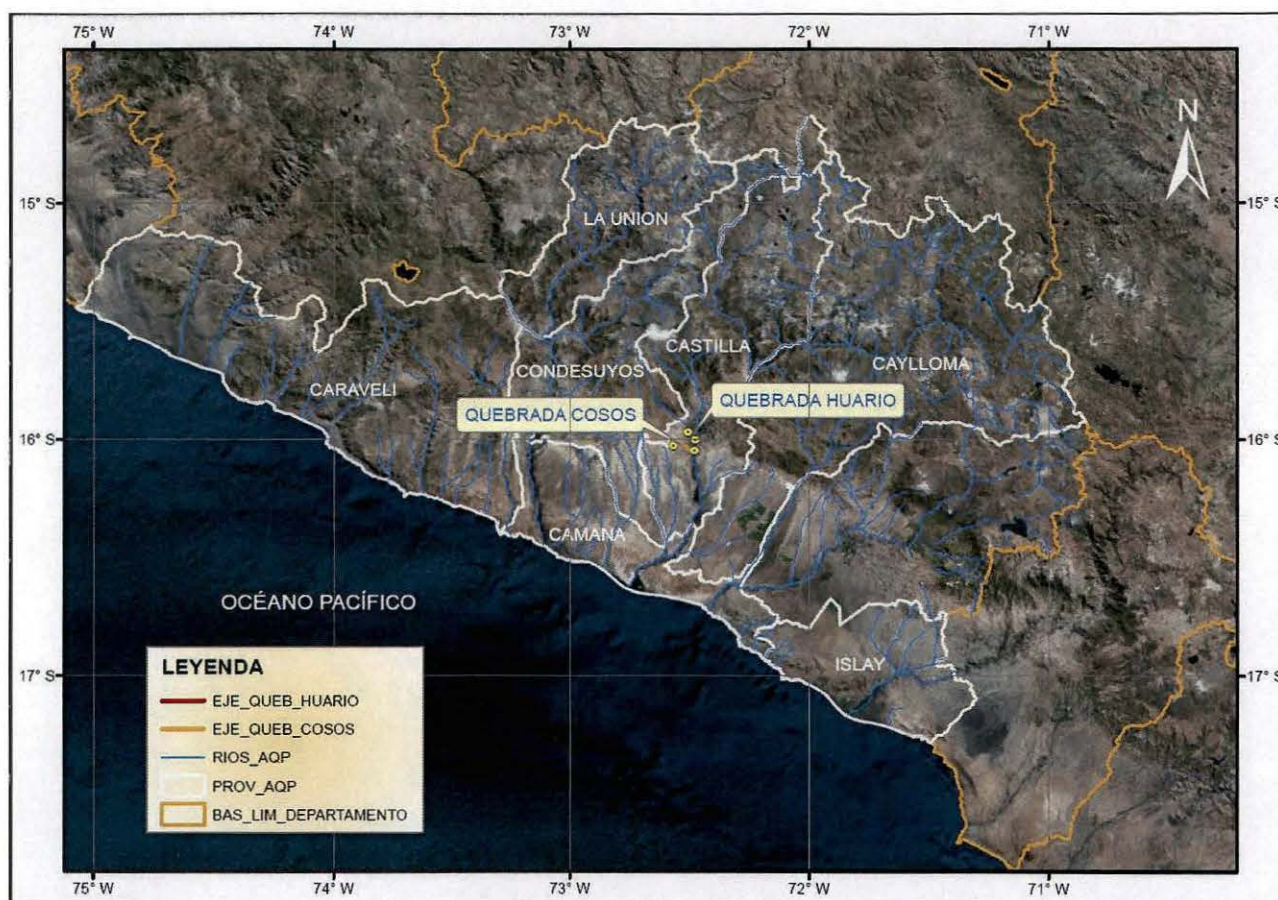 75° W
74° W
73° W
72° W
71° W
N
15° S
15° S
LA UNION
CASTILLA
CAYLLOMA
CONDESUYOS
CARAVELI
QUEBRADA COSOS
QUEBRADA HUARIO
16° S
16° S
CAMANA
OCÉANO PACÍFICO
ISLAY
17° S
17° S
LEYENDA
EJE_QUEB_HUARIO
EJE_QUEB_COSOS
RIOS_AQP
PROV_AQP
BAS_LIM_DEPARTAMENTO
75° W
74° W
73° W
72° W
71° W